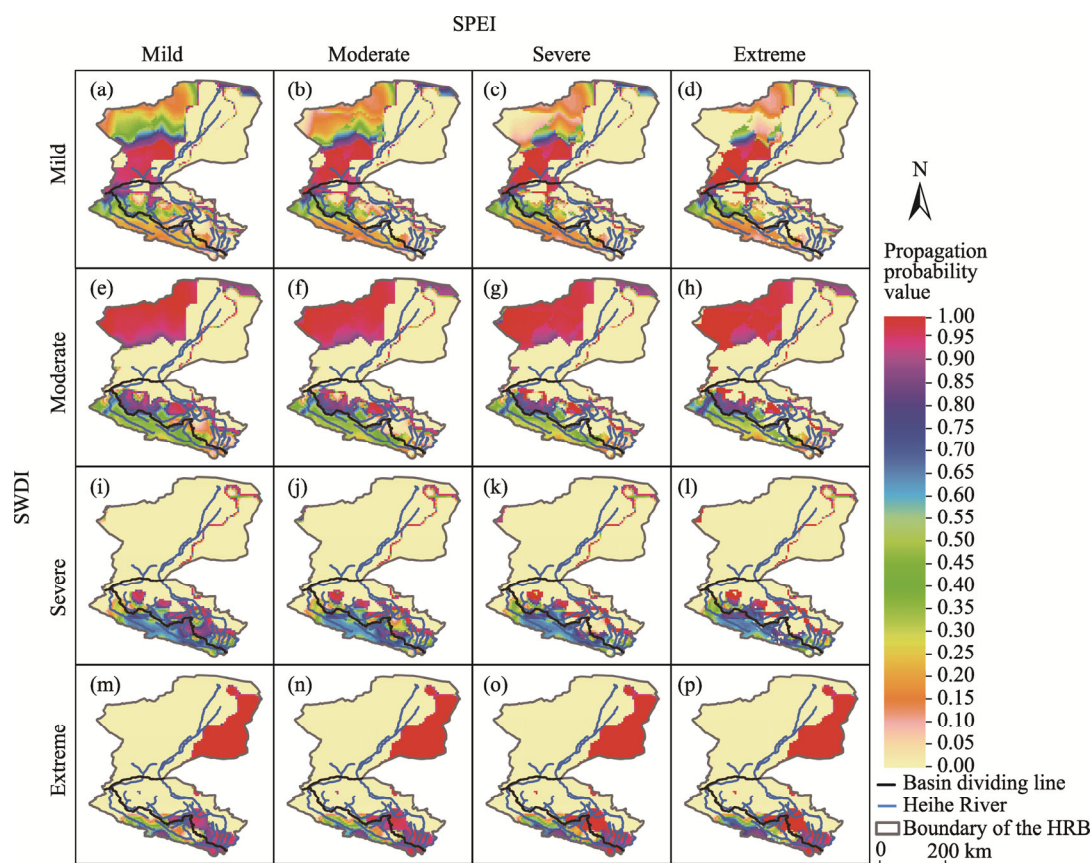 SPEI
Mild Moderate Severe Extreme
SWDI
Mild
(a) (b) (c) (d)
Moderate
(e) (f) (g) (h)
Severe
(i) (j) (k) (l)
Extreme
(m) (n) (o) (p)
N
Propagation
probability
value
1.00
0.95
0.90
0.85
0.80
0.75
0.70
0.65
0.60
0.55
0.50
0.45
0.40
0.35
0.30
0.25
0.20
0.15
0.10
0.05
0.00
Basin dividing line
Heihe River
Boundary of the HRB
0 200 km